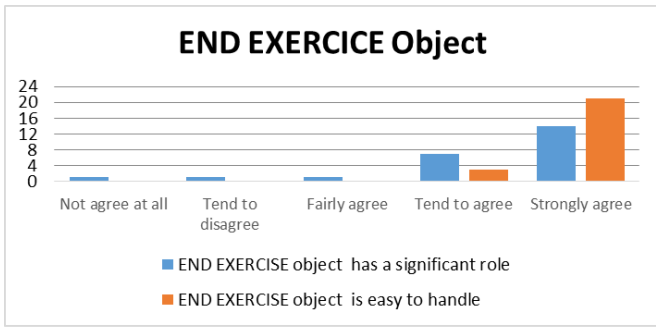 END EXERCICE Object
24
20
16
12
8
4
0
Not agree at all
Tend to disagree
Fairly agree
Tend to agree
Strongly agree
END EXERCISE object  has a significant role
END EXERCISE object  is easy to handle